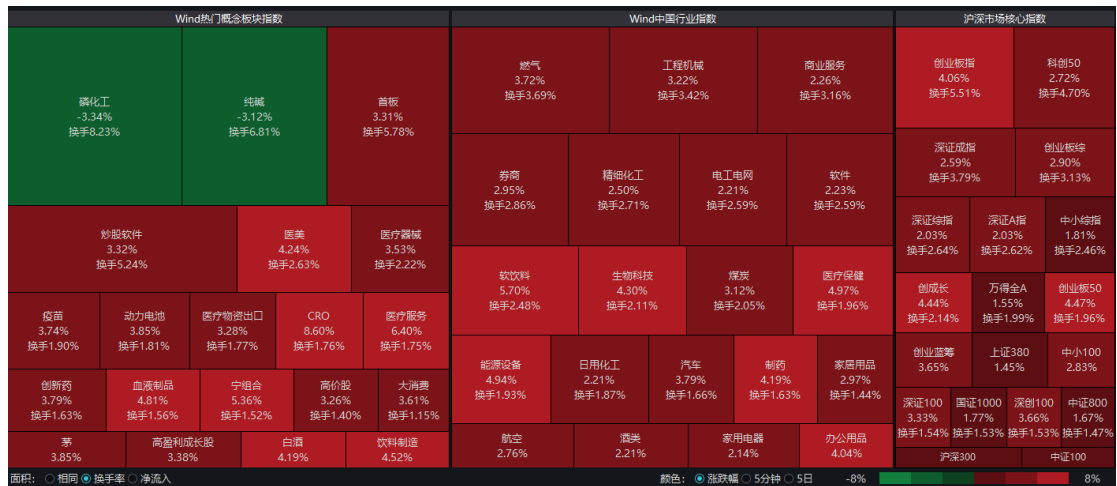 Wind热门概念板块指数
磷化工
-3.34%
换手8.23%
纯碱
-3.12%
换手6.81%
首板
3.31%
换手5.78%
炒股软件
3.32%
换手5.24%
医美
4.24%
换手2.63%
医疗器械
3.53%
换手2.22%
疫苗
3.74%
换手1.90%
动力电池
3.85%
换手1.81%
医疗物资出口
3.28%
换手1.77%
CRO
8.60%
换手1.76%
医疗服务
6.40%
换手1.75%
创新药
3.79%
换手1.63%
血液制品
4.81%
换手1.56%
宁组合
5.36%
换手1.52%
高价股
3.26%
换手1.40%
大消费
3.61%
换手1.15%
茅
3.85%
高盈利成长股
3.38%
白酒
4.19%
饮料制造
4.52%
Wind中国行业指数
燃气
3.72%
换手3.69%
工程机械
3.22%
换手3.42%
商业服务
2.26%
换手3.16%
券商
2.95%
换手2.86%
精细化工
2.50%
换手2.71%
电工电网
2.21%
换手2.59%
软件
2.23%
换手2.59%
软饮料
5.70%
换手2.48%
生物科技
4.30%
换手2.11%
煤炭
3.12%
换手2.05%
医疗保健
4.97%
换手1.96%
能源设备
4.94%
换手1.93%
日用化工
2.21%
换手1.87%
汽车
3.79%
换手1.66%
制药
4.19%
换手1.63%
家居用品
2.97%
换手1.44%
航空
2.76%
酒类
2.21%
家用电器
2.14%
办公用品
4.04%
沪深市场核心指数
创业板指
4.06%
换手5.51%
科创50
2.72%
换手4.70%
深证成指
2.59%
换手3.79%
创业板综
2.90%
换手3.13%
深证综指
2.03%
换手2.64%
深证A指
2.03%
换手2.62%
中小综指
1.81%
换手2.46%
创成长
4.44%
换手2.14%
万得全A
1.55%
换手1.99%
创业板50
4.47%
换手1.96%
创业蓝筹
3.65%
上证380
1.45%
中小100
2.83%
深证100
3.33%
换手1.54%
国证1000
1.77%
换手1.53%
深创100
3.66%
换手1.53%
中证800
1.67%
换手1.47%
沪深300
中证100
面积： 相同 换手率 净流入
颜色： 涨跌幅 5分钟 5日 -8% 8%